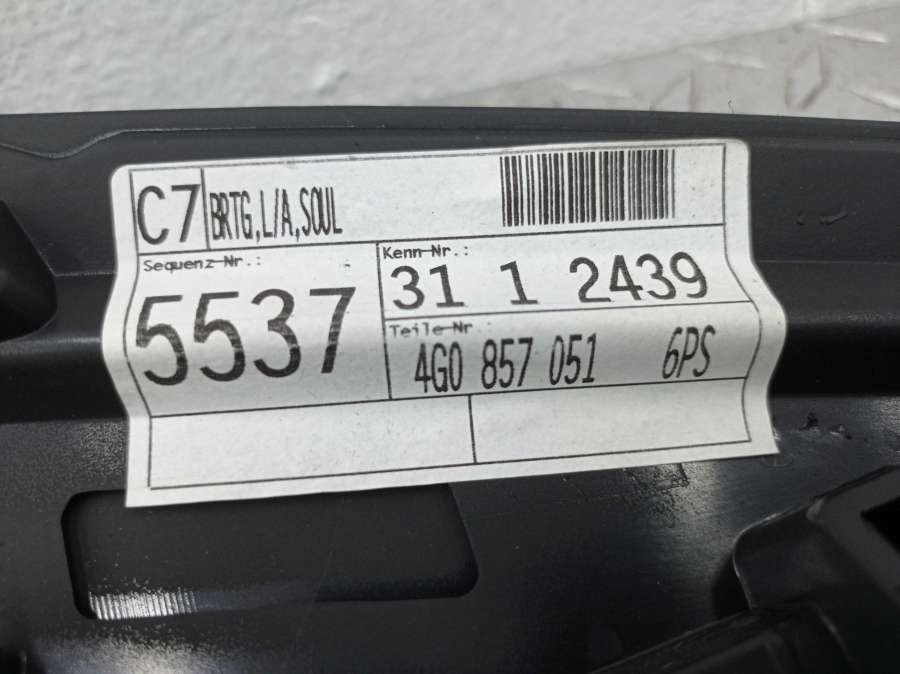 C7 BRTG,L/A,SOUL
Sequenz-Nr.:
5537
Kenn-Nr.:
31 1 2439
Teile-Nr.:
4G0 857 051 6PS